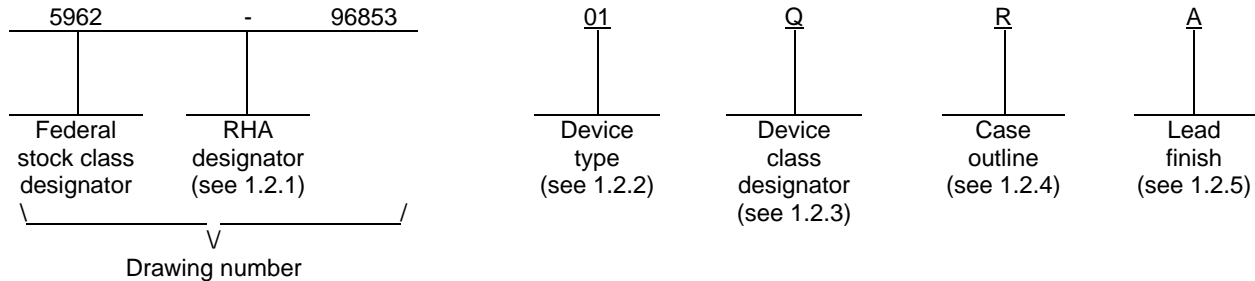 5962 - 96853 01 Q R A
Federal stock class designator
RHA designator (see 1.2.1)
Device type (see 1.2.2)
Device class designator (see 1.2.3)
Case outline (see 1.2.4)
Lead finish (see 1.2.5)
\ / \/
Drawing number